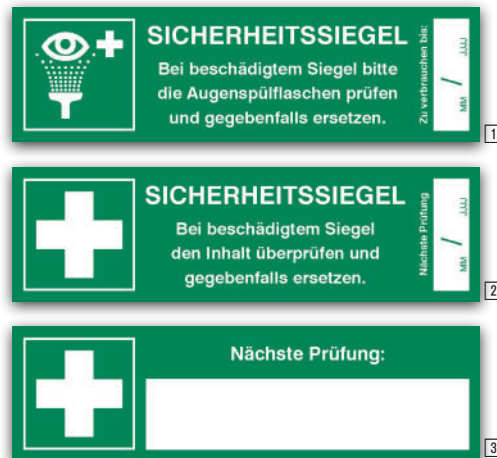 SICHERHEITSSIEGEL
Bei beschädigtem Siegel bitte
die Augenspülflaschen prüfen
und gegebenfalls ersetzen.
Zu verbrauchen bis:
MM / JJJJ
1
SICHERHEITSSIEGEL
Bei beschädigtem Siegel
den Inhalt überprüfen und
gegebenfalls ersetzen.
Nächste Prüfung
MM / JJJJ
2
Nächste Prüfung:
3